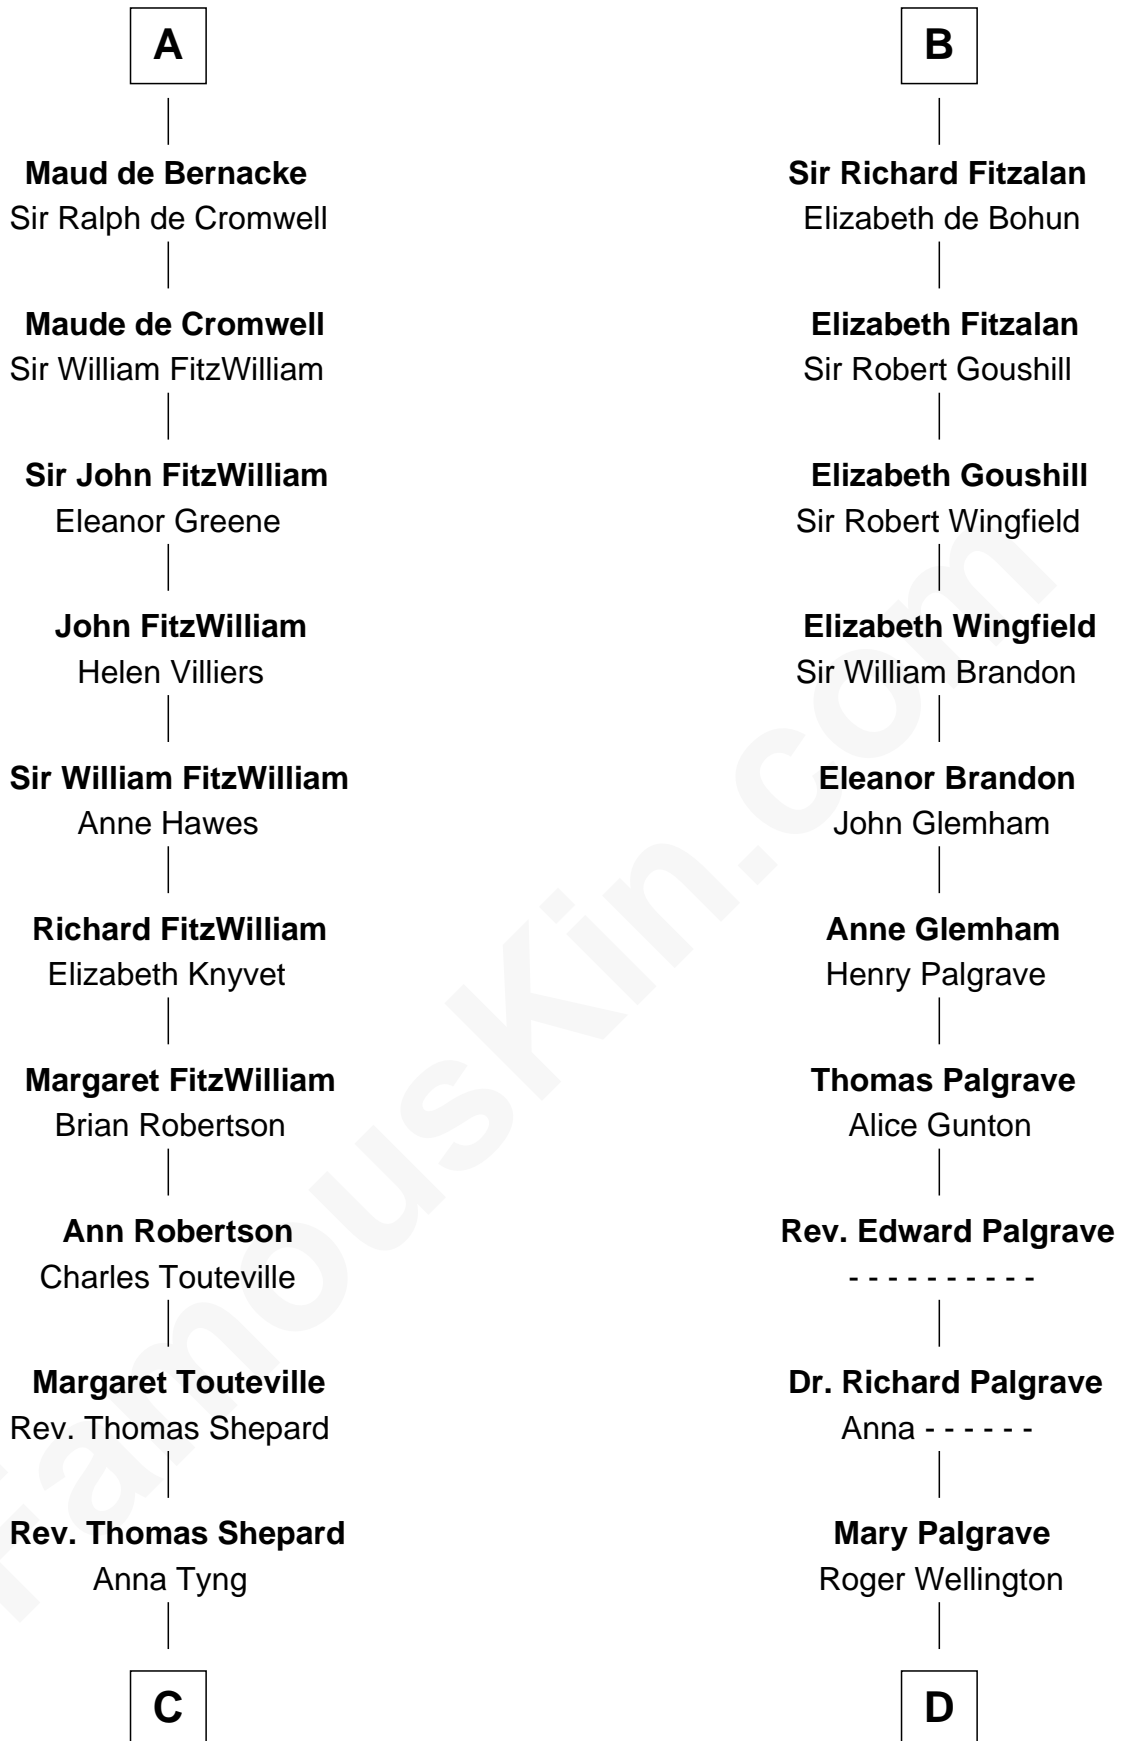 A
Maud de Bernacke
Sir Ralph de Cromwell
Maude de Cromwell
Sir William FitzWilliam
Sir John FitzWilliam
Eleanor Greene
John FitzWilliam
Helen Villiers
Sir William FitzWilliam
Anne Hawes
Richard FitzWilliam
Elizabeth Knyvet
Margaret FitzWilliam
Brian Robertson
Ann Robertson
Charles Touteville
Margaret Touteville
Rev. Thomas Shepard
Rev. Thomas Shepard
Anna Tyng
C
B
Sir Richard Fitzalan
Elizabeth de Bohun
Elizabeth Fitzalan
Sir Robert Goushill
Elizabeth Goushill
Sir Robert Wingfield
Elizabeth Wingfield
Sir William Brandon
Eleanor Brandon
John Glemham
Anne Glemham
Henry Palgrave
Thomas Palgrave
Alice Gunton
Rev. Edward Palgrave
- - - - - - - - - -
Dr. Richard Palgrave
Anna - - - - - -
Mary Palgrave
Roger Wellington
D
FamousKin.com